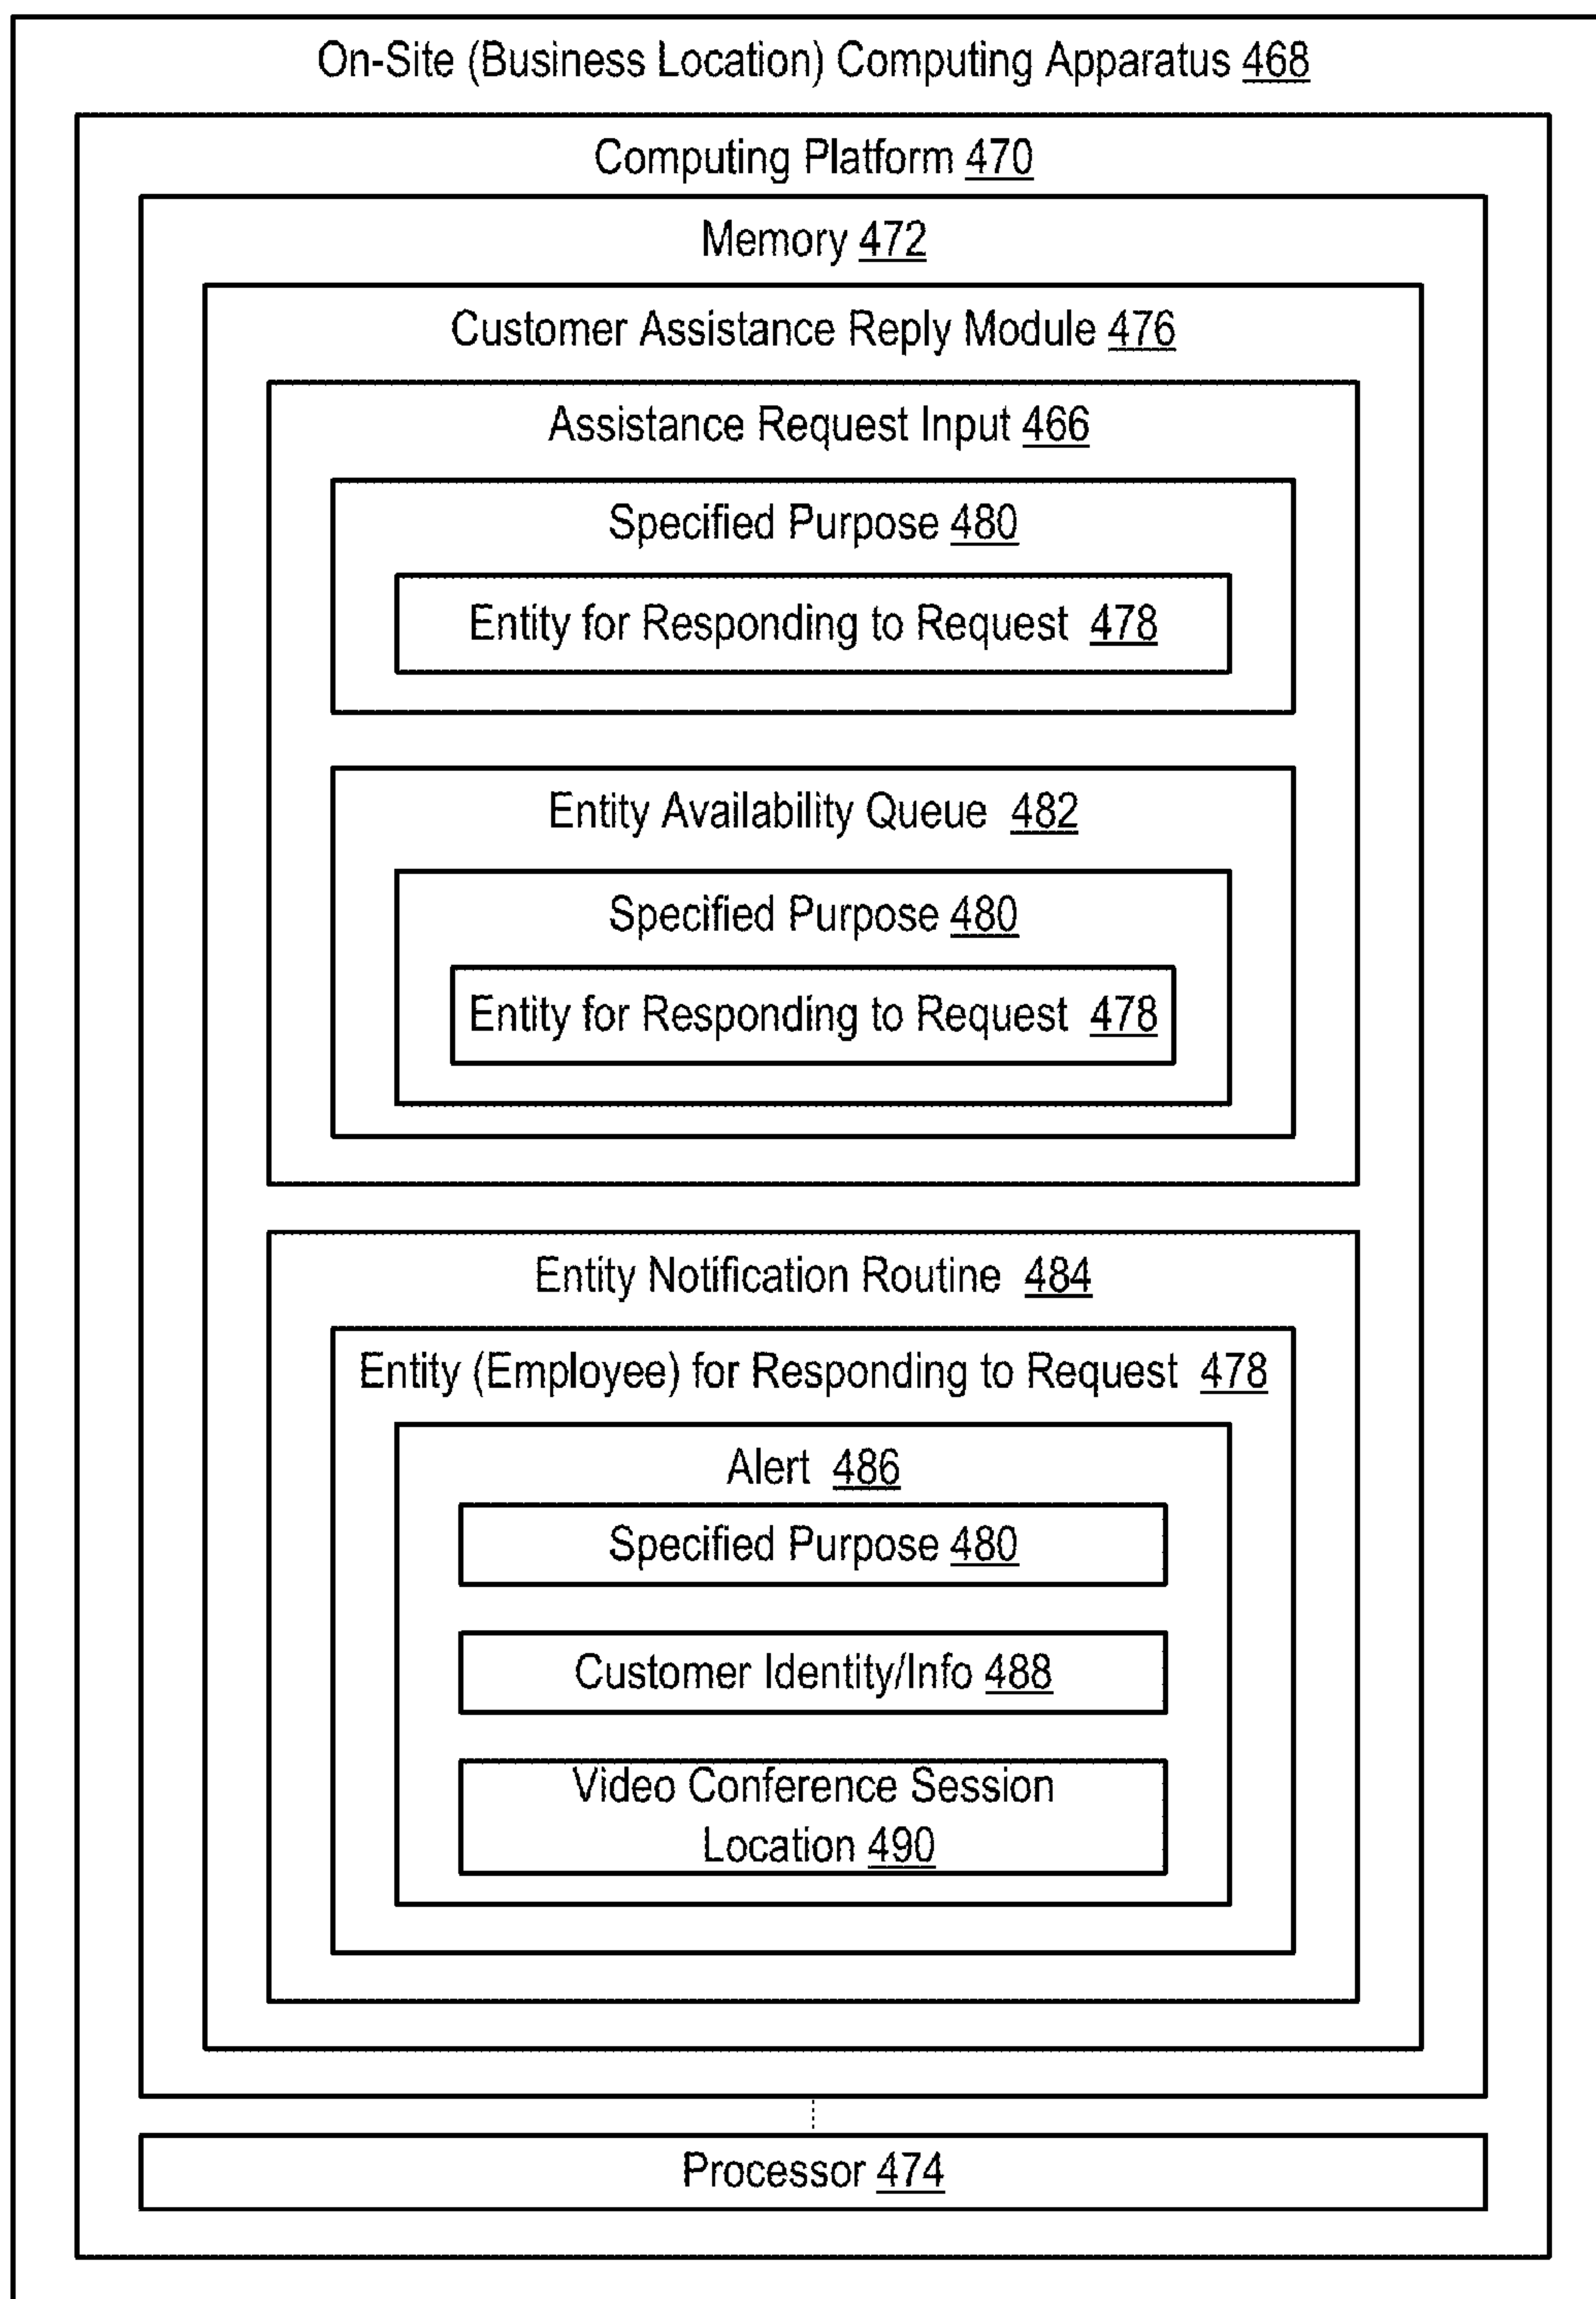 On-Site (Business Location) Computing Apparatus 468
Computing Platform 470
Memory 472
Customer Assistance Reply Module 476
Assistance Request Input 466
Specified Purpose 480
Entity for Responding to Request 478
Entity Availability Queue 482
Specified Purpose 480
Entity for Responding to Request 478
Entity Notification Routine 484
Entity (Employee) for Responding to Request 478
Alert 486
Specified Purpose 480
Customer Identity/Info 488
Video Conference Session
Location 490
Processor 474